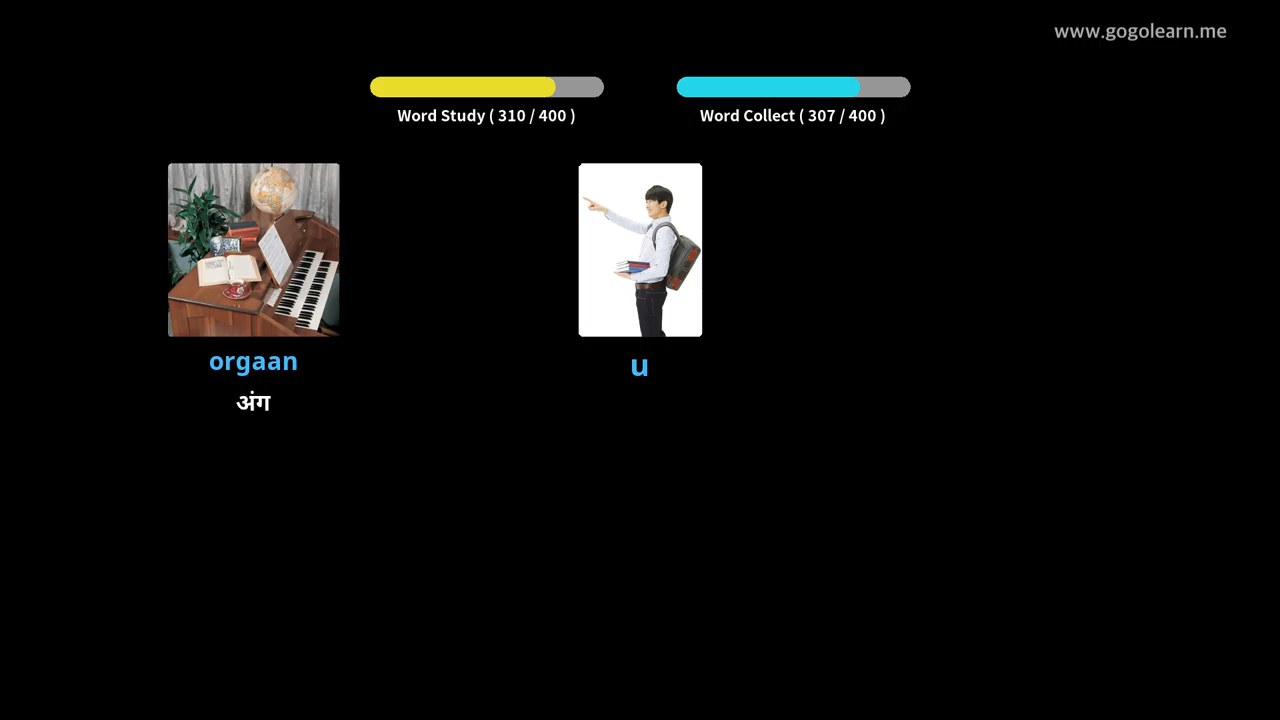 www.gogolearn.me
Word Study ( 310 / 400 )
Word Collect ( 307 / 400 )
orgaan
अंग
u